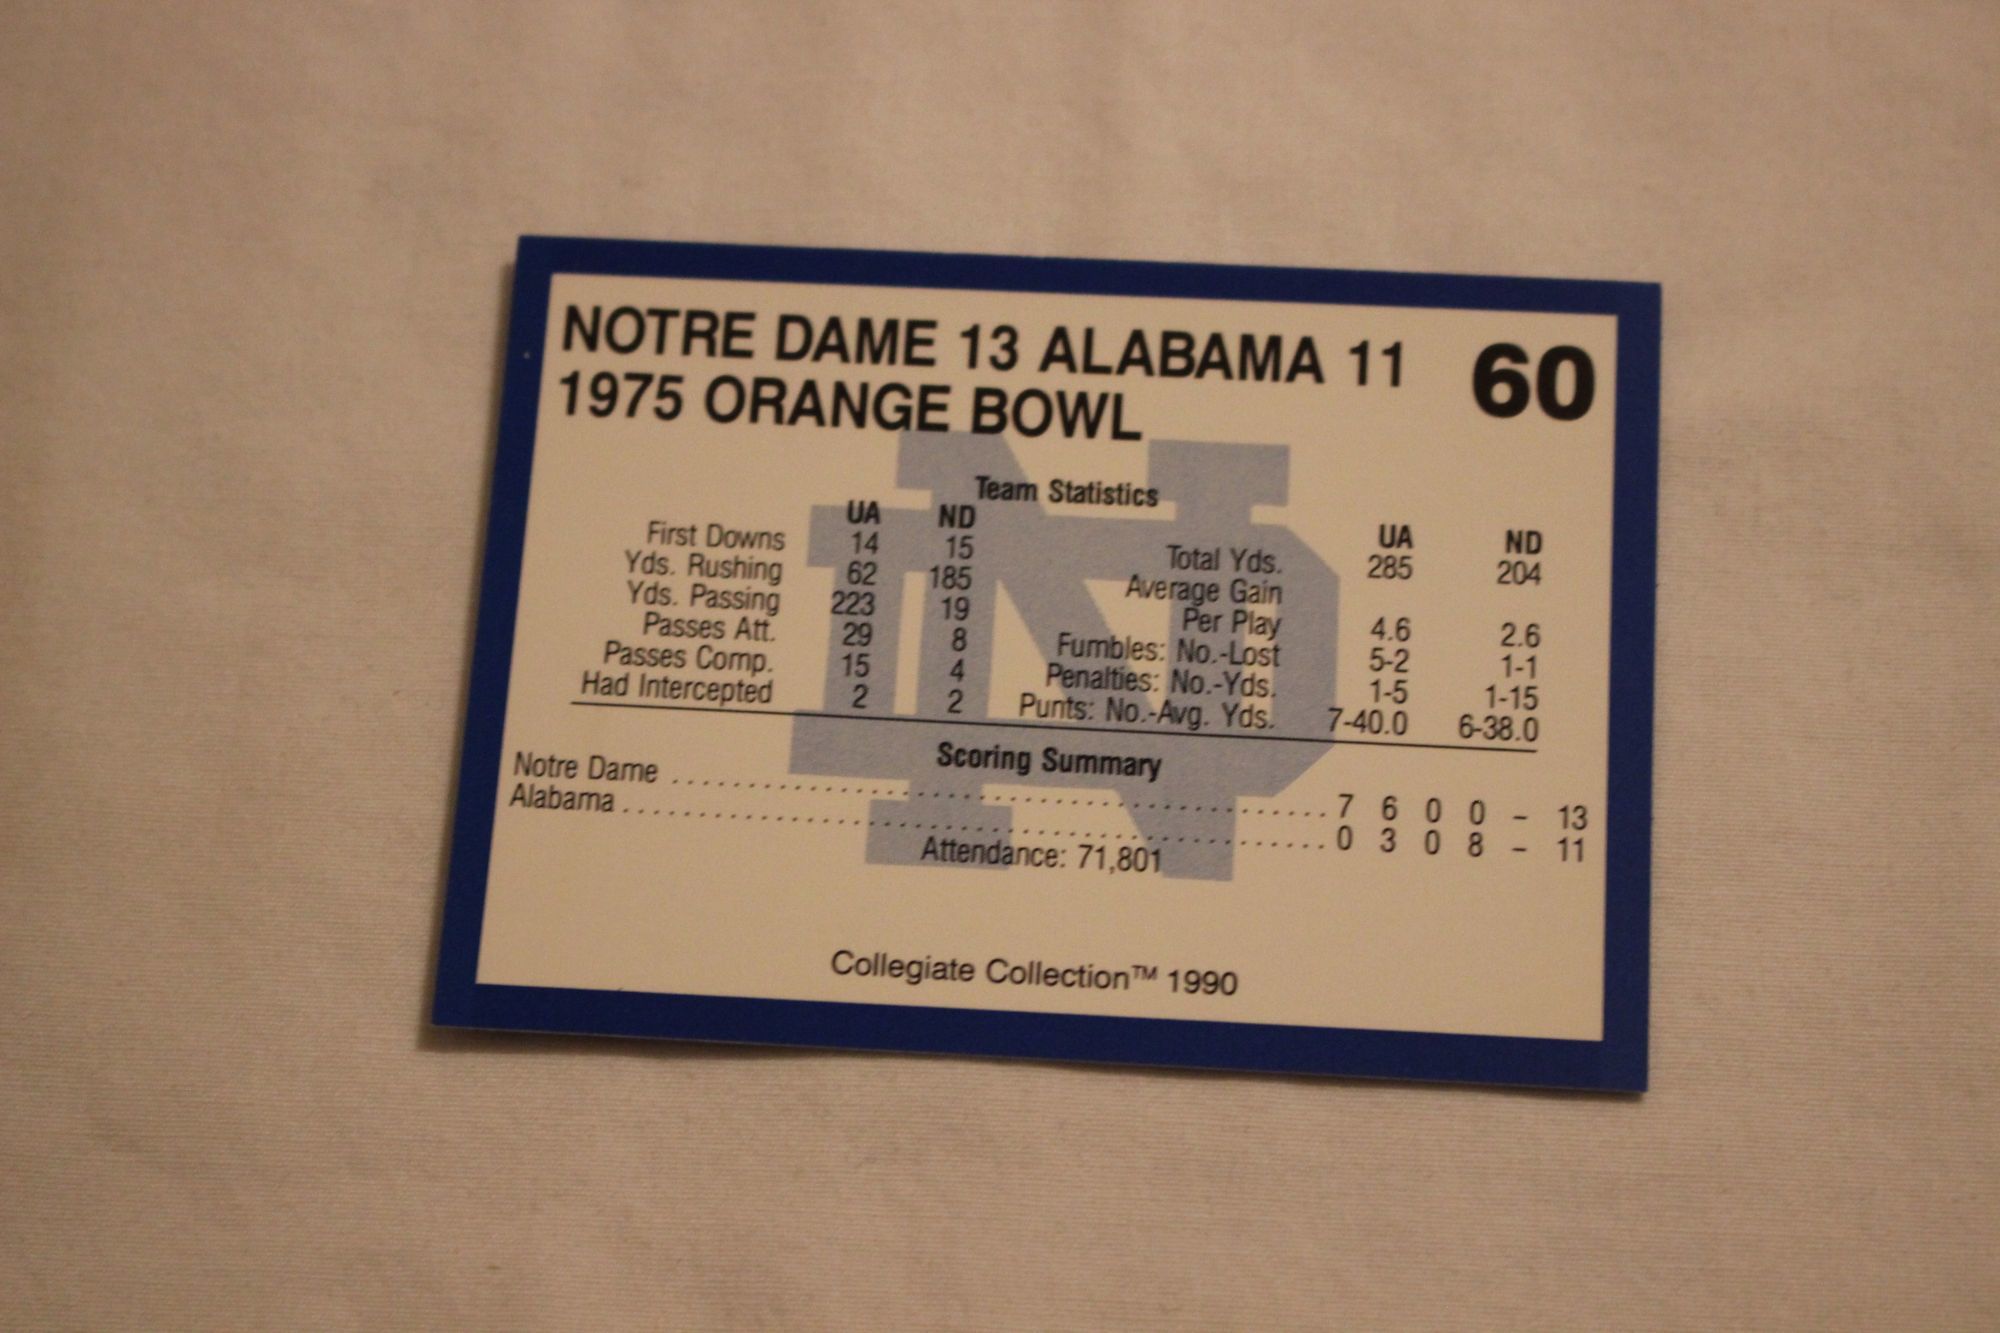 NOTRE DAME 13 ALABAMA 11 60
1975 ORANGE BOWL
Team Statistics
UA ND
First Downs 14 15
Yds. Rushing 62 185
Yds. Passing 223 19
Passes Att. 29 8
Passes Comp. 15 4
Had Intercepted 2 2
UA ND
Total Yds. 285 204
Average Gain
Per Play 4.6 2.6
Fumbles: No.-Lost 5-2 1-1
Penalties: No.-Yds. 1-5 1-15
Punts: No.-Avg. Yds. 7-40.0 6-38.0
Scoring Summary
Notre Dame 7 6 0 0 - 13
Alabama 0 3 0 8 - 11
Attendance: 71,801
Collegiate Collection™ 1990